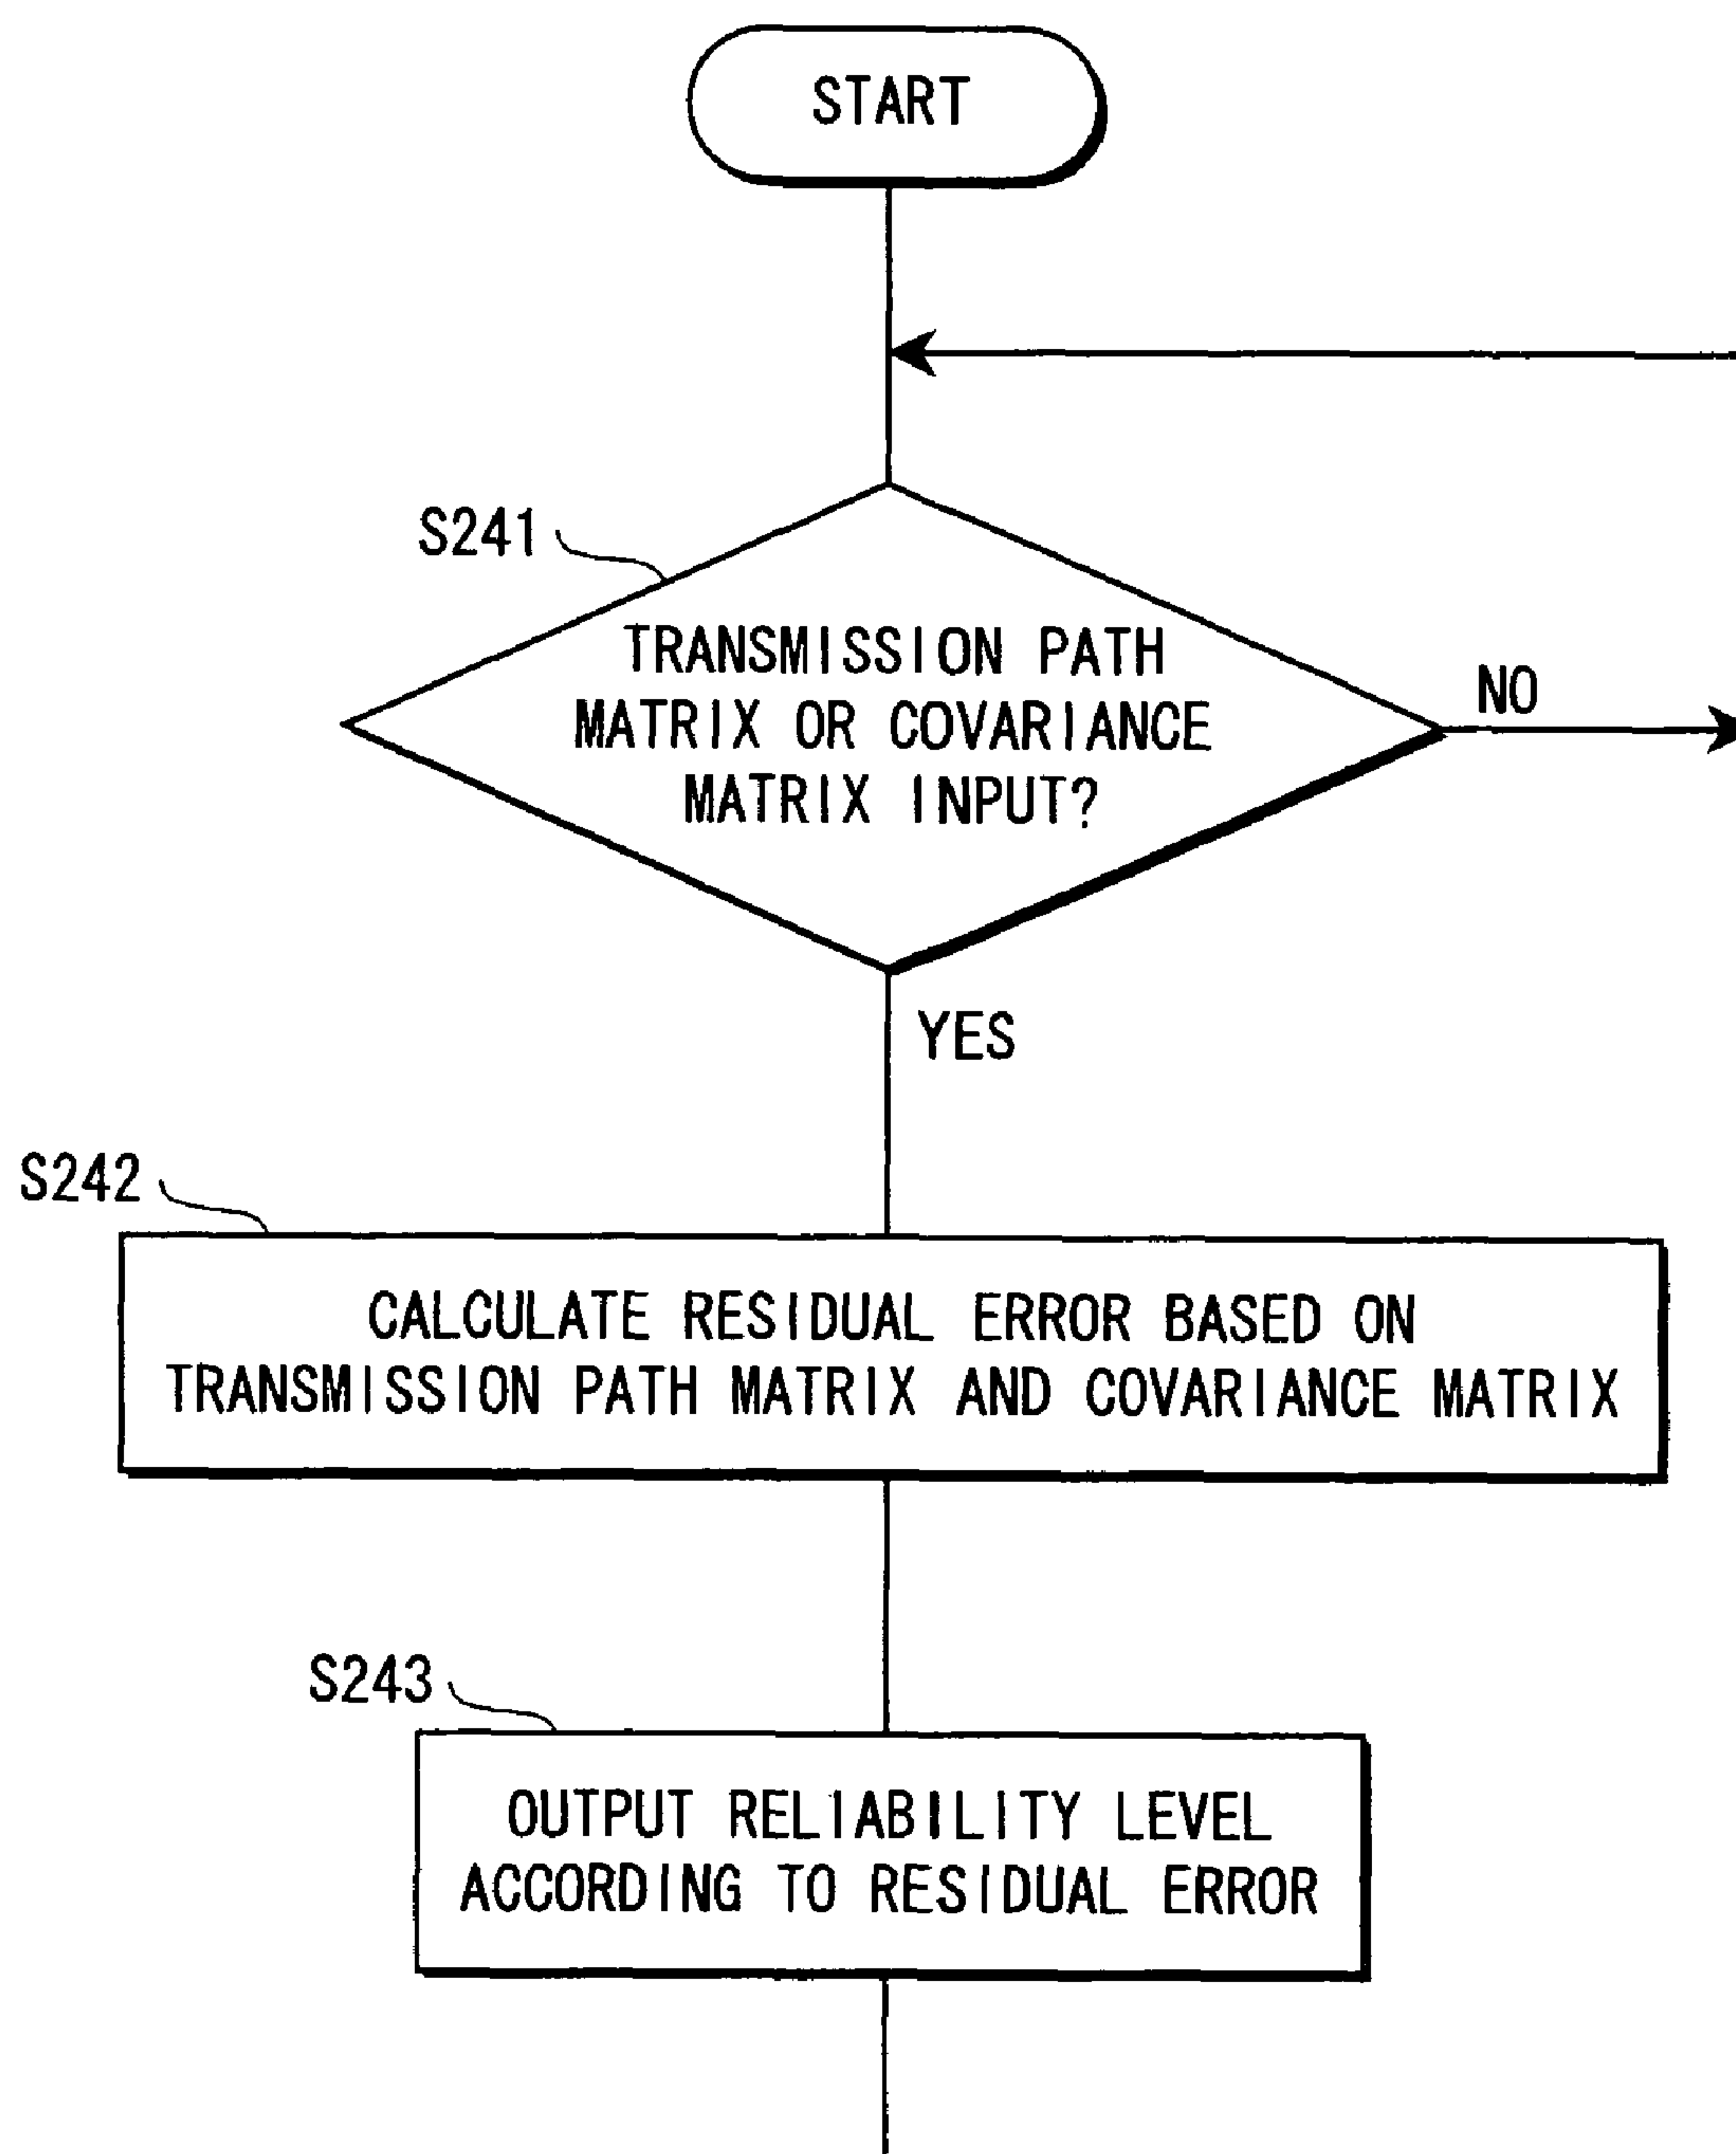 START
S241
TRANSMISSION PATH
MATRIX OR COVARIANCE
MATRIX INPUT?
NO
YES
S242
CALCULATE RESIDUAL ERROR BASED ON
TRANSMISSION PATH MATRIX AND COVARIANCE MATRIX
S243
OUTPUT RELIABILITY LEVEL
ACCORDING TO RESIDUAL ERROR